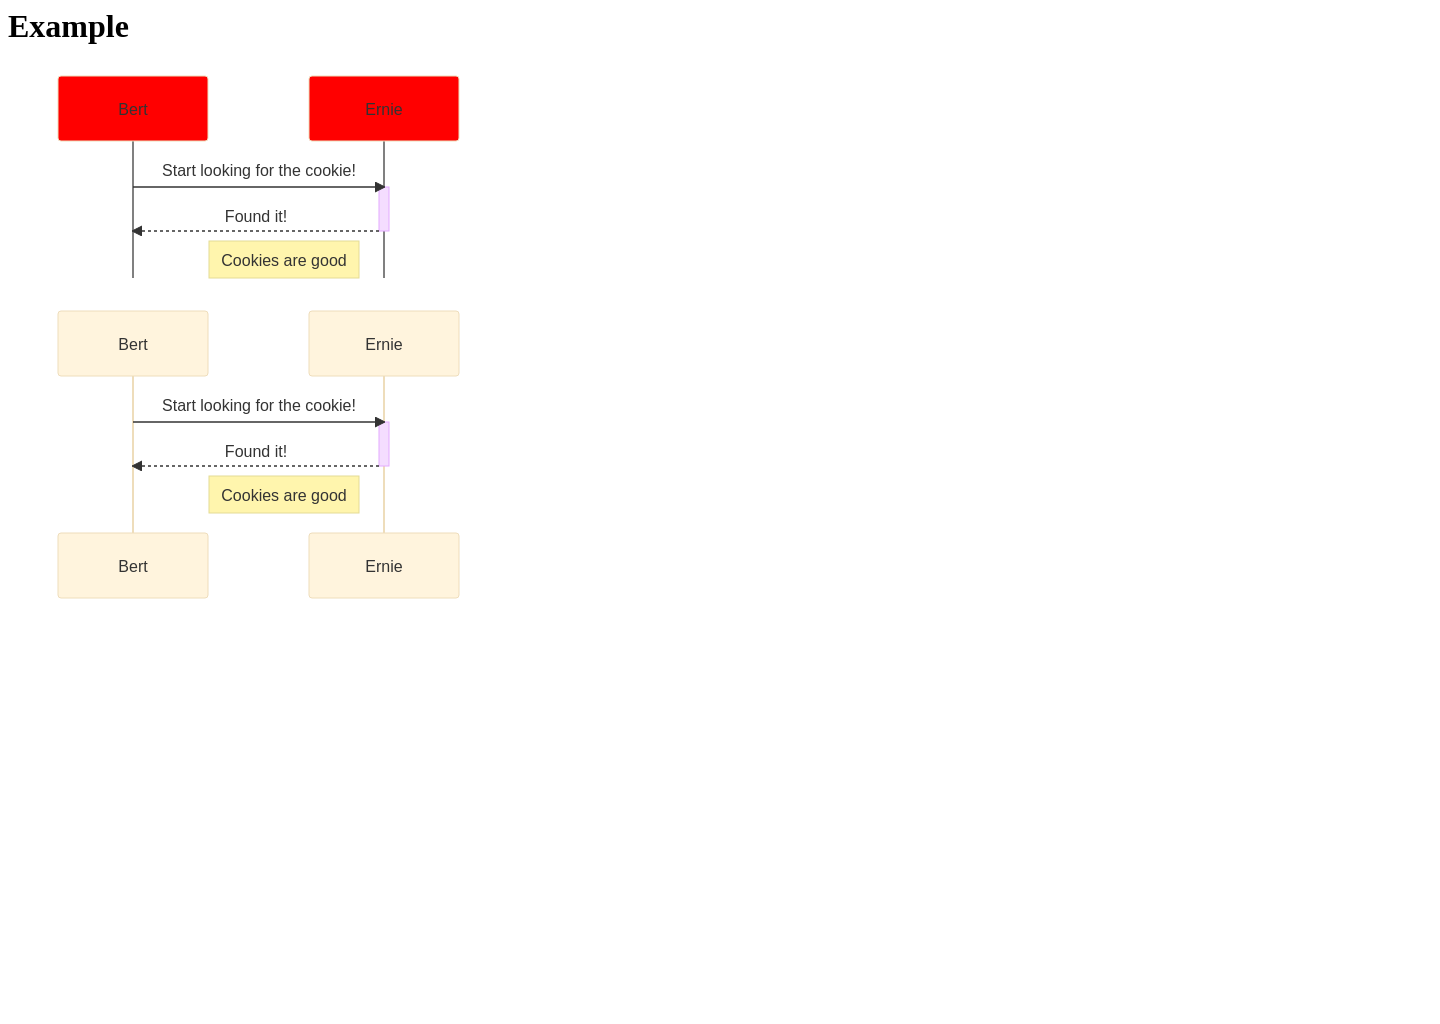 Example
Bert
Ernie
Start looking for the cookie!
Found it!
Cookies are good
Bert
Ernie
Start looking for the cookie!
Found it!
Cookies are good
Bert
Ernie